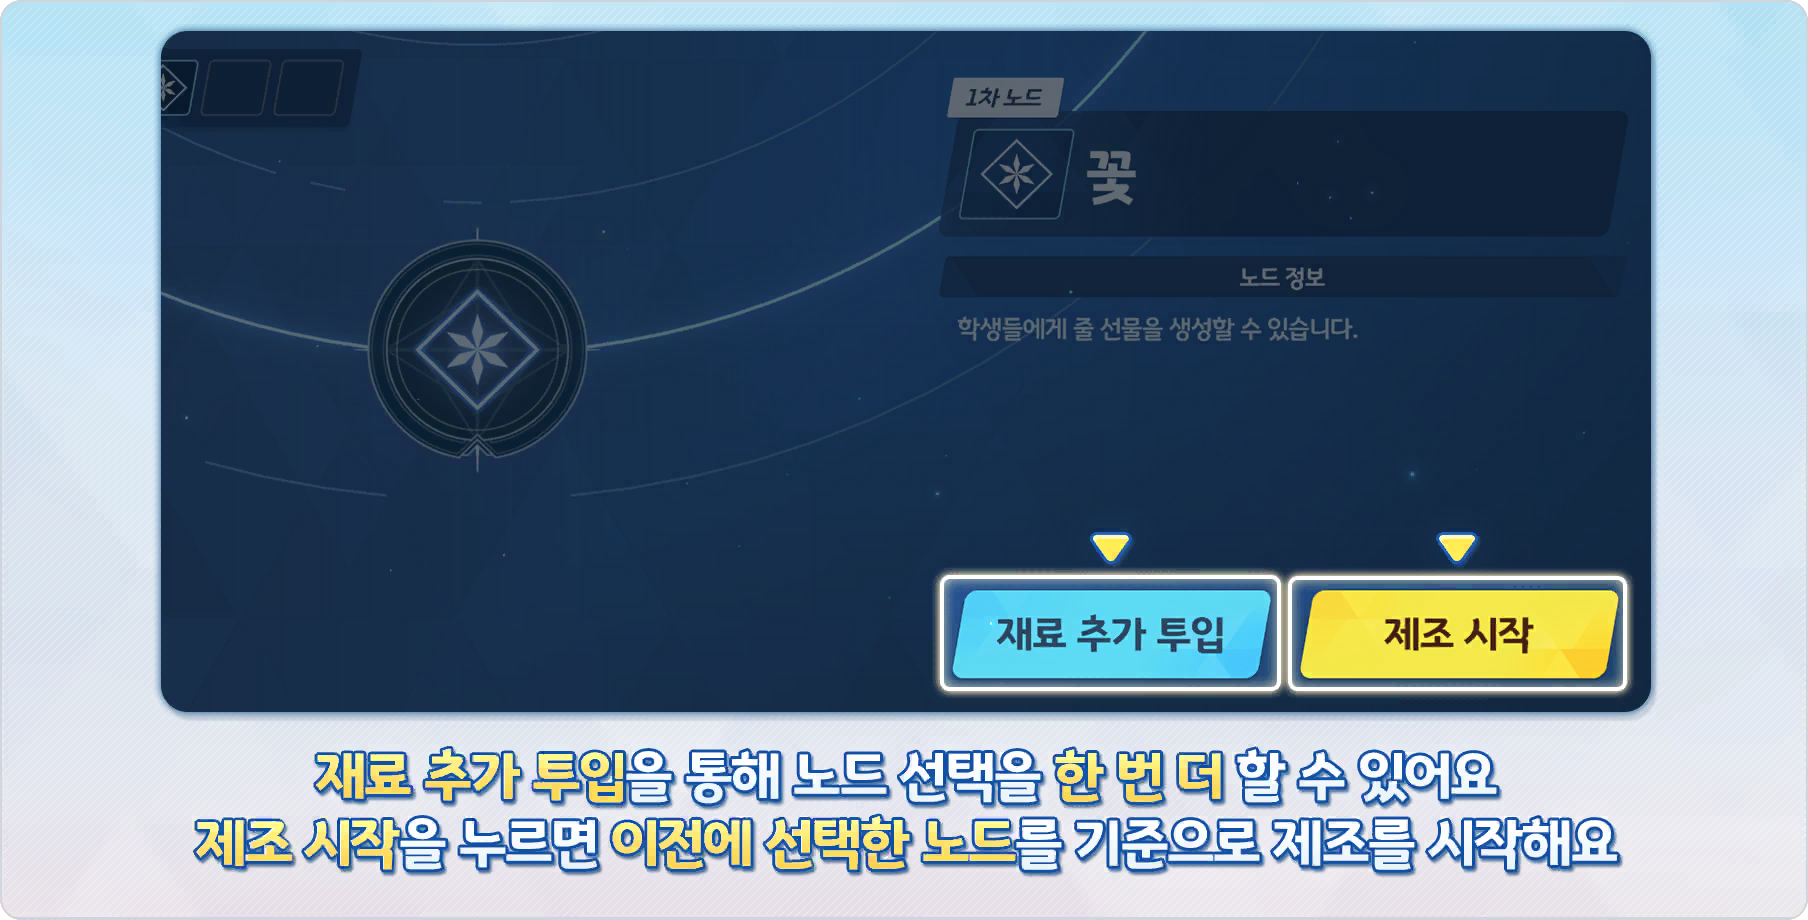 1차 노드
꽃
노드 정보
학생들에게 줄 선물을 생성할 수 있습니다.
재료 추가 투입
제조 시작
재료 추가 투입을 통해 노드 선택을 한 번 더 할 수 있어요
제조 시작을 누르면 이전에 선택한 노드를 기준으로 제조를 시작해요